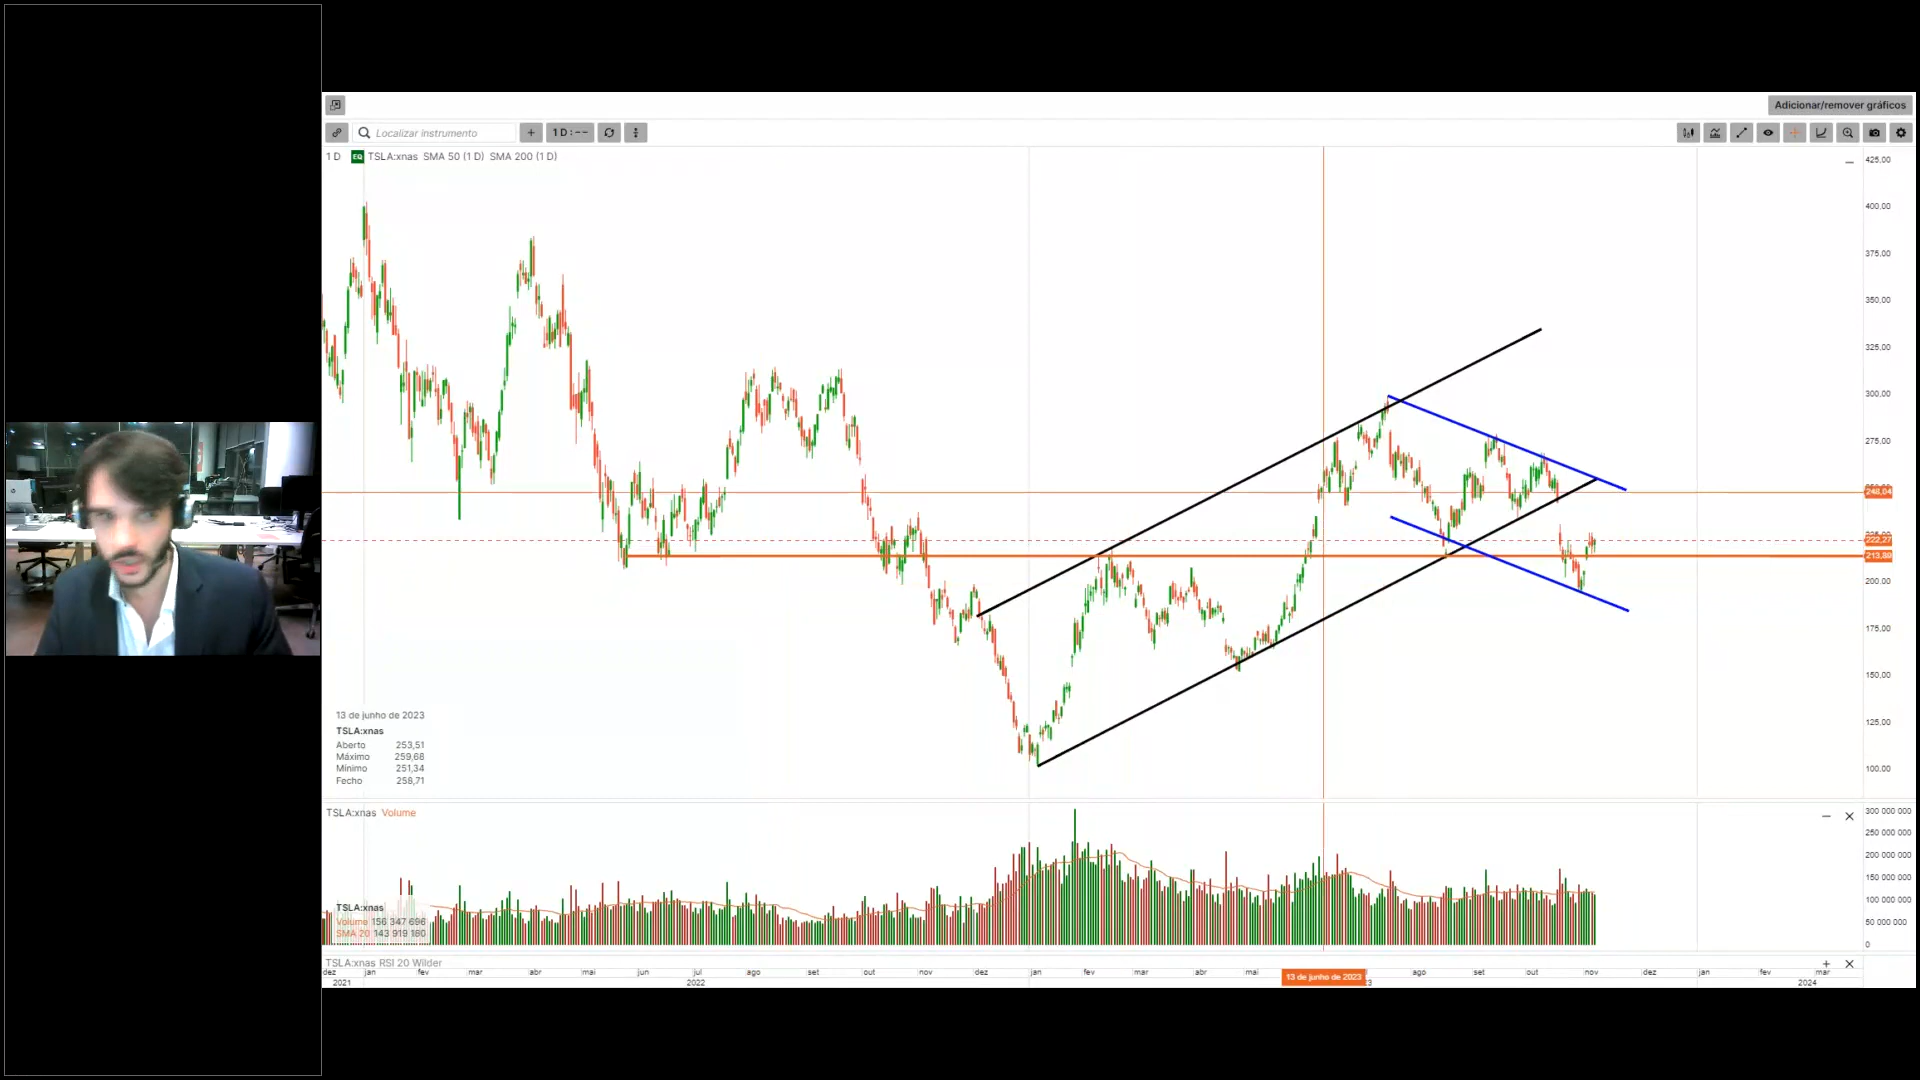 Adicionar/remover gráficos
Localizar instrumento
+ 1 D : – –
1 D EQ TSLA:xnas SMA 50 (1 D) SMA 200 (1 D)
425,00
400,00
375,00
350,00
325,00
300,00
275,00
248,04
222,27
213,89
200,00
175,00
150,00
125,00
100,00
13 de junho de 2023
TSLA:xnas
Aberto 253,51
Máximo 259,68
Mínimo 251,34
Fecho 258,71
TSLA:xnas Volume
300 000 000
250 000 000
200 000 000
150 000 000
100 000 000
50 000 000
0
TSLA:xnas
Volume 156 347 696
SMA 20 143 919 180
TSLA:xnas RSI 20 Wilder
dez jan fev mar abr mai jun jul ago set out nov dez jan fev mar abr mai 13 de junho de 2023 ago set out nov dez jan fev mar
2021 2022 2024